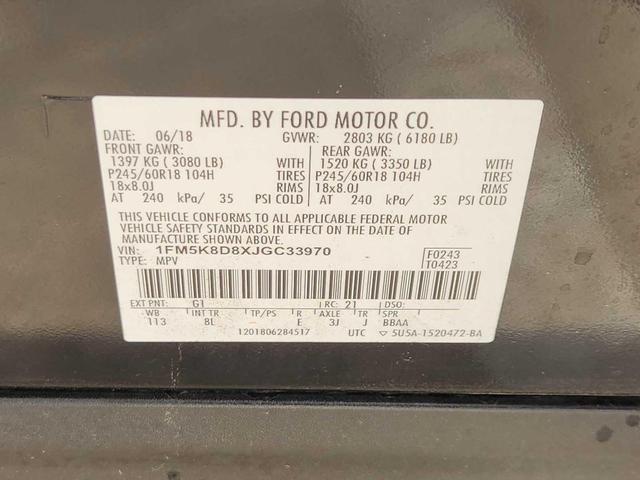 MFD. BY FORD MOTOR CO.
DATE: 06/18 GVWR: 2803 KG ( 6180 LB)
FRONT GAWR: REAR GAWR:
1397 KG ( 3080 LB) WITH 1520 KG ( 3350 LB) WITH
P245/60R18 104H TIRES P245/60R18 104H TIRES
18x8.0J RIMS 18x8.0J RIMS
AT 240 kPa/ 35 PSI COLD AT 240 kPa/ 35 PSI COLD
THIS VEHICLE CONFORMS TO ALL APPLICABLE FEDERAL MOTOR
VEHICLE SAFETY STANDARDS IN EFFECT ON THE DATE OF
MANUFACTURE SHOWN ABOVE.
VIN: 1FM5K8D8XJGC33970 F0243
TYPE: MPV T0423
EXT PNT: G1 RC: 21 DSO:
WB INT TR TP/PS R AXLE TR SPR
113 8L -- E 3J J BBAA
1201806284517 UTC ▽ 5U5A-1520472-BA